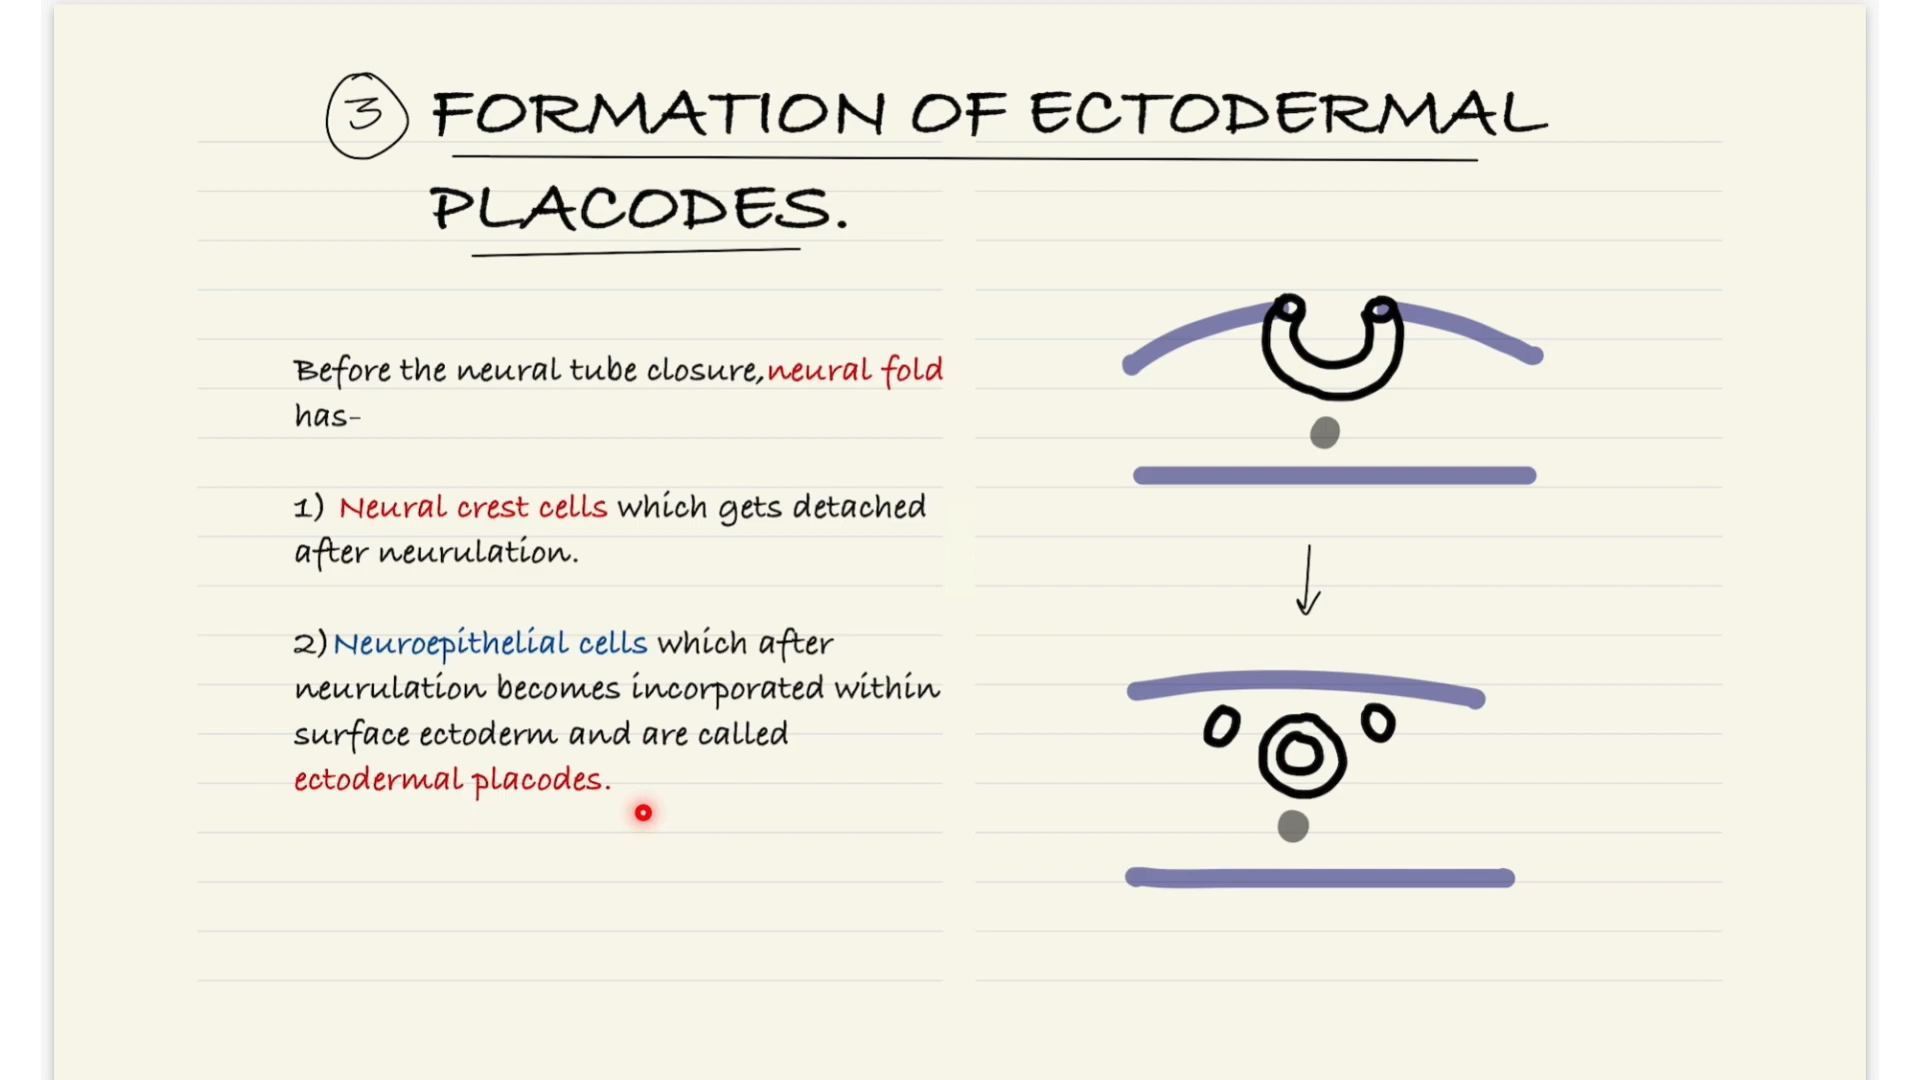 3 FORMATION OF ECTODERMAL
PLACODES.
Before the neural tube closure,neural fold
has-
1) Neural crest cells which gets detached
after neurulation.
2)Neuroepithelial cells which after
neurulation becomes incorporated within
surface ectoderm and are called
ectodermal placodes.